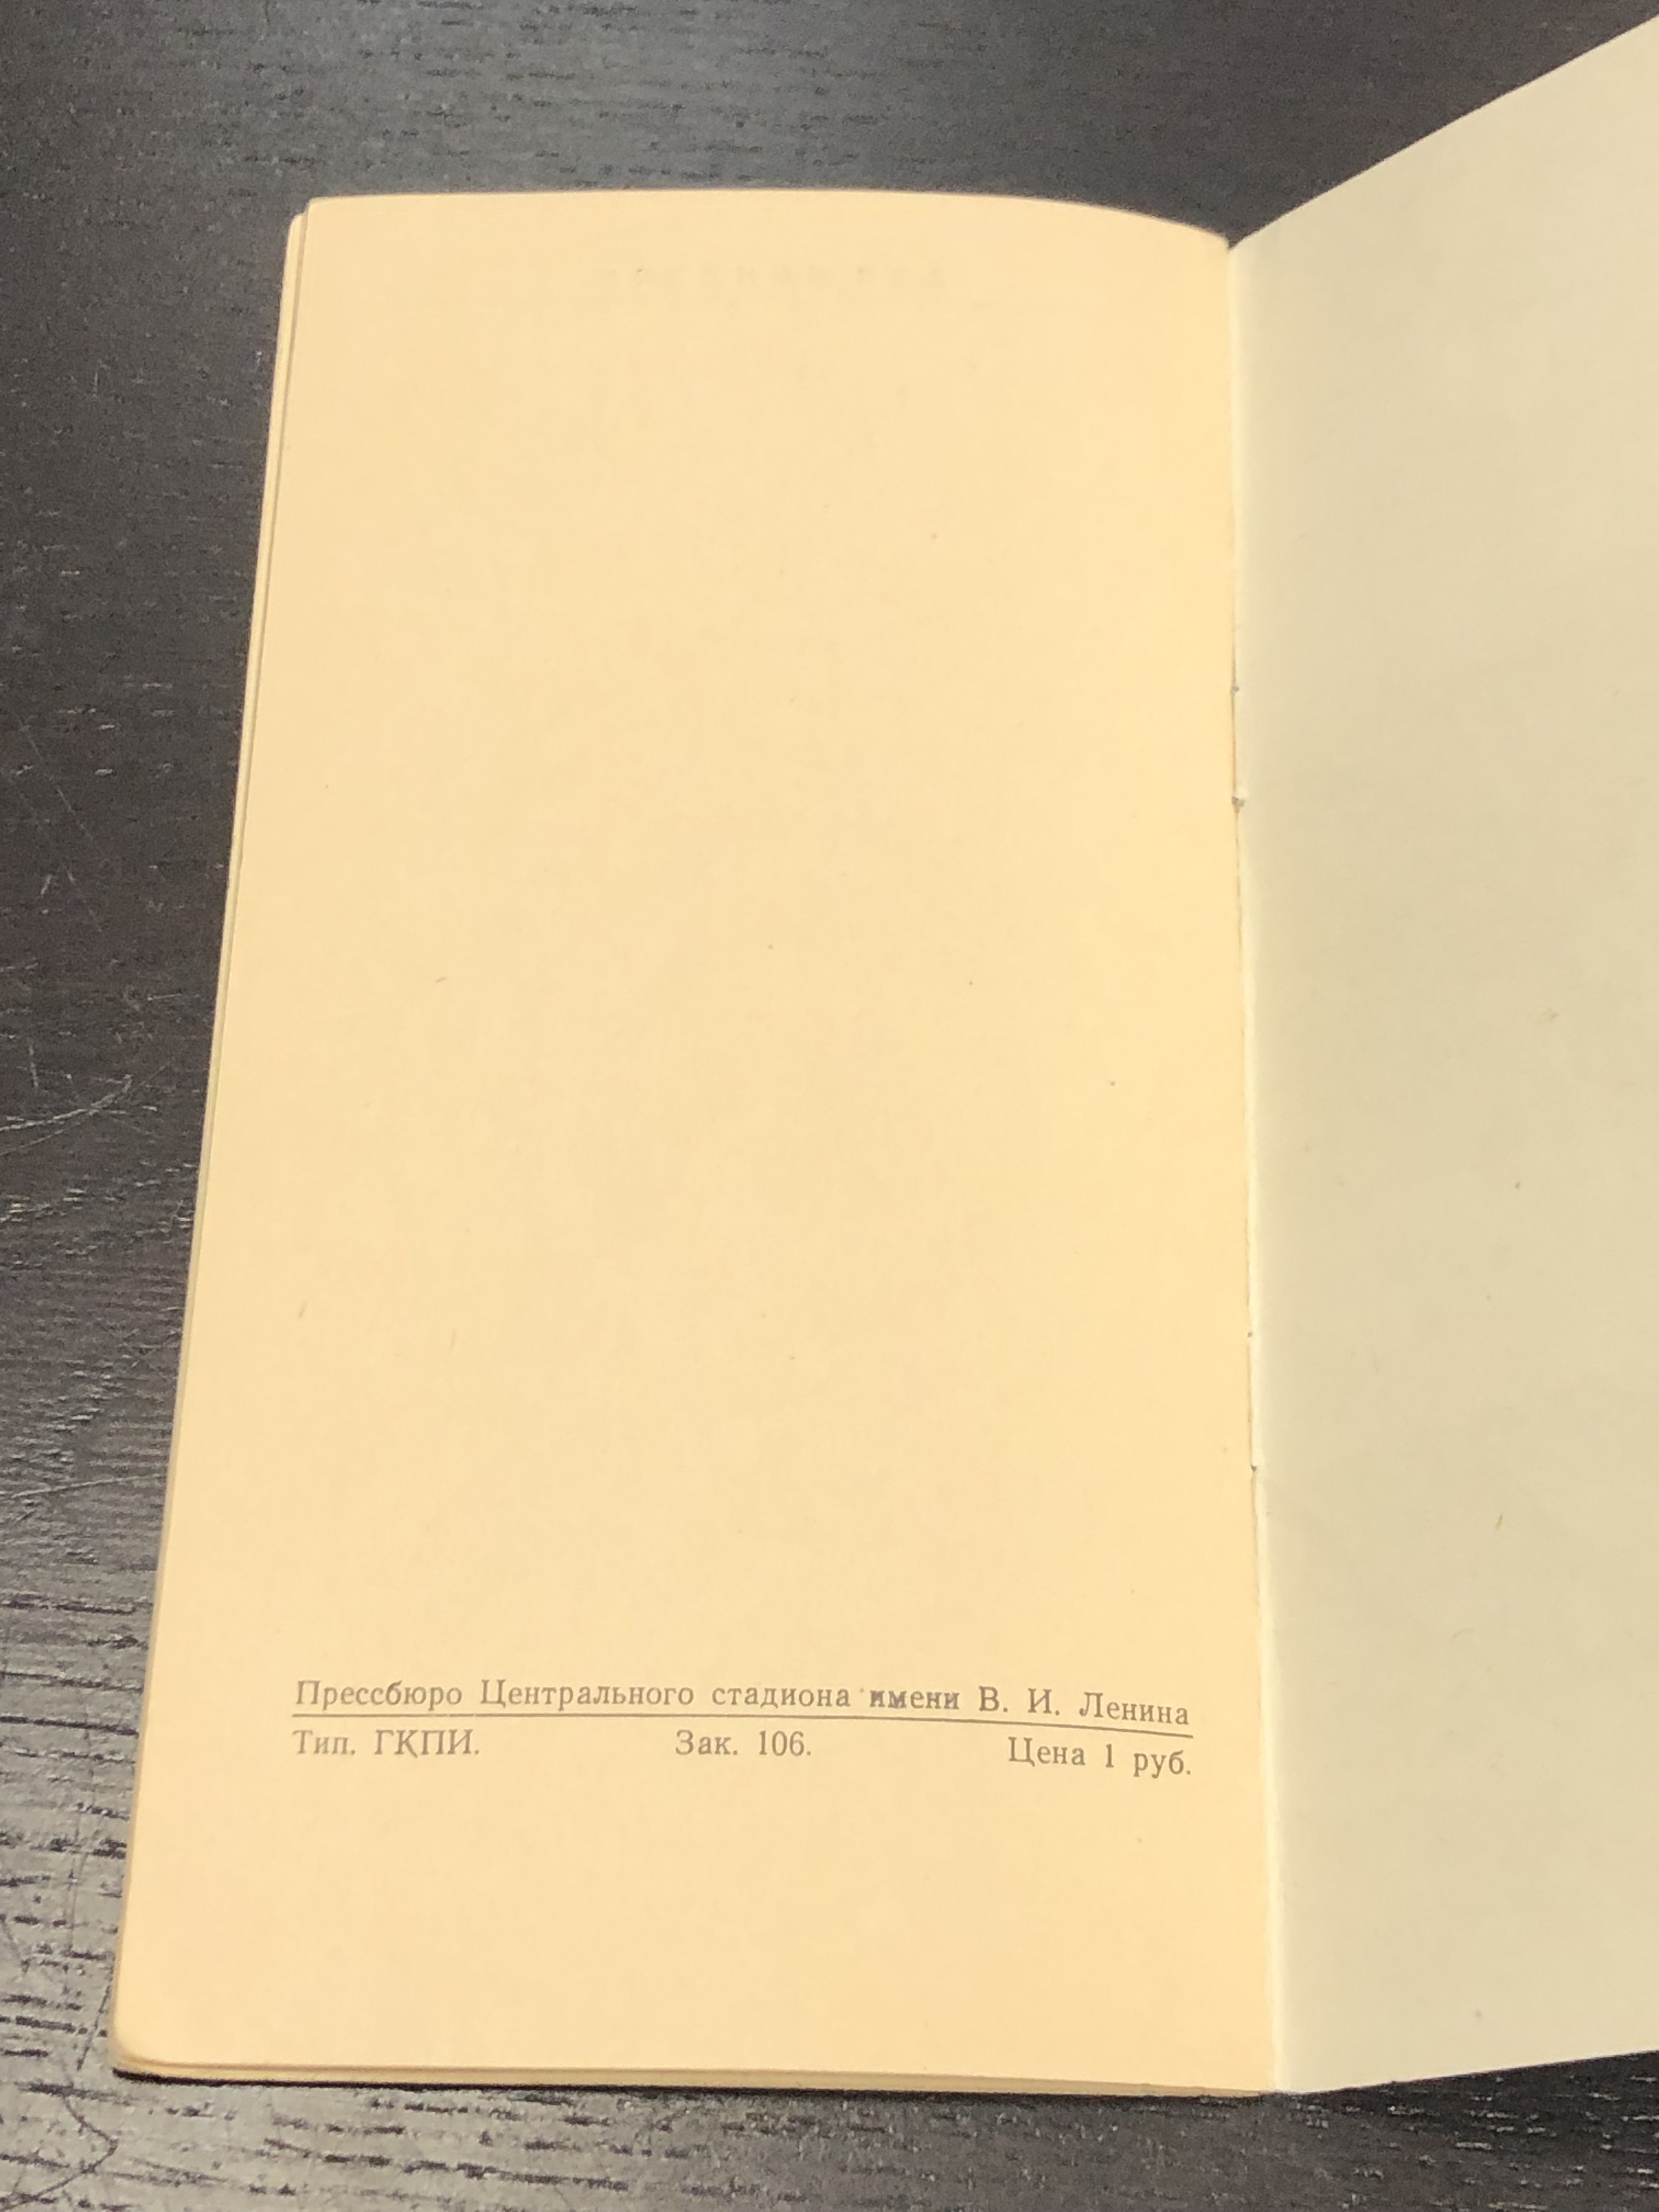 Прессбюро Центрального стадиона имени В. И. Ленина
Тип. ГКПИ. Зак. 106. Цена 1 руб.